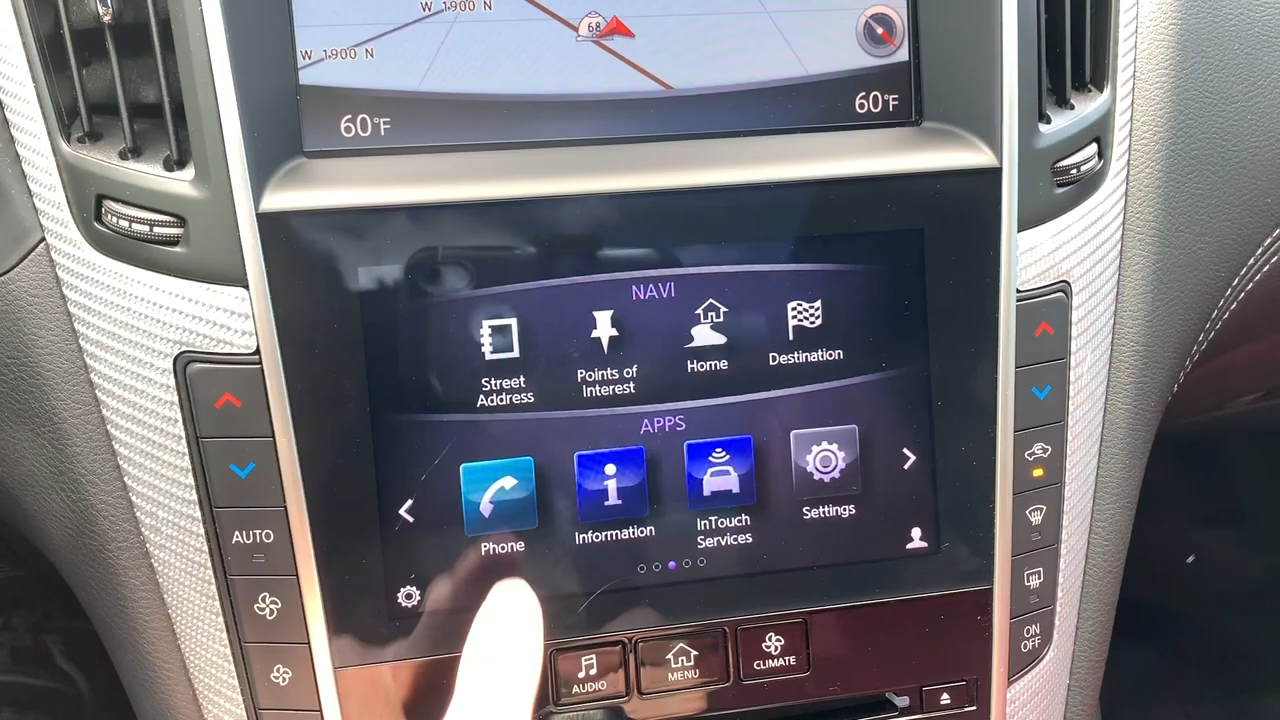 W 1900 N
68
W 1900 N
60°F
60°F
NAVI
Street
Address
Points of
Interest
Home
Destination
APPS
Phone
Information
InTouch
Services
Settings
AUTO
ON
OFF
AUDIO
MENU
CLIMATE